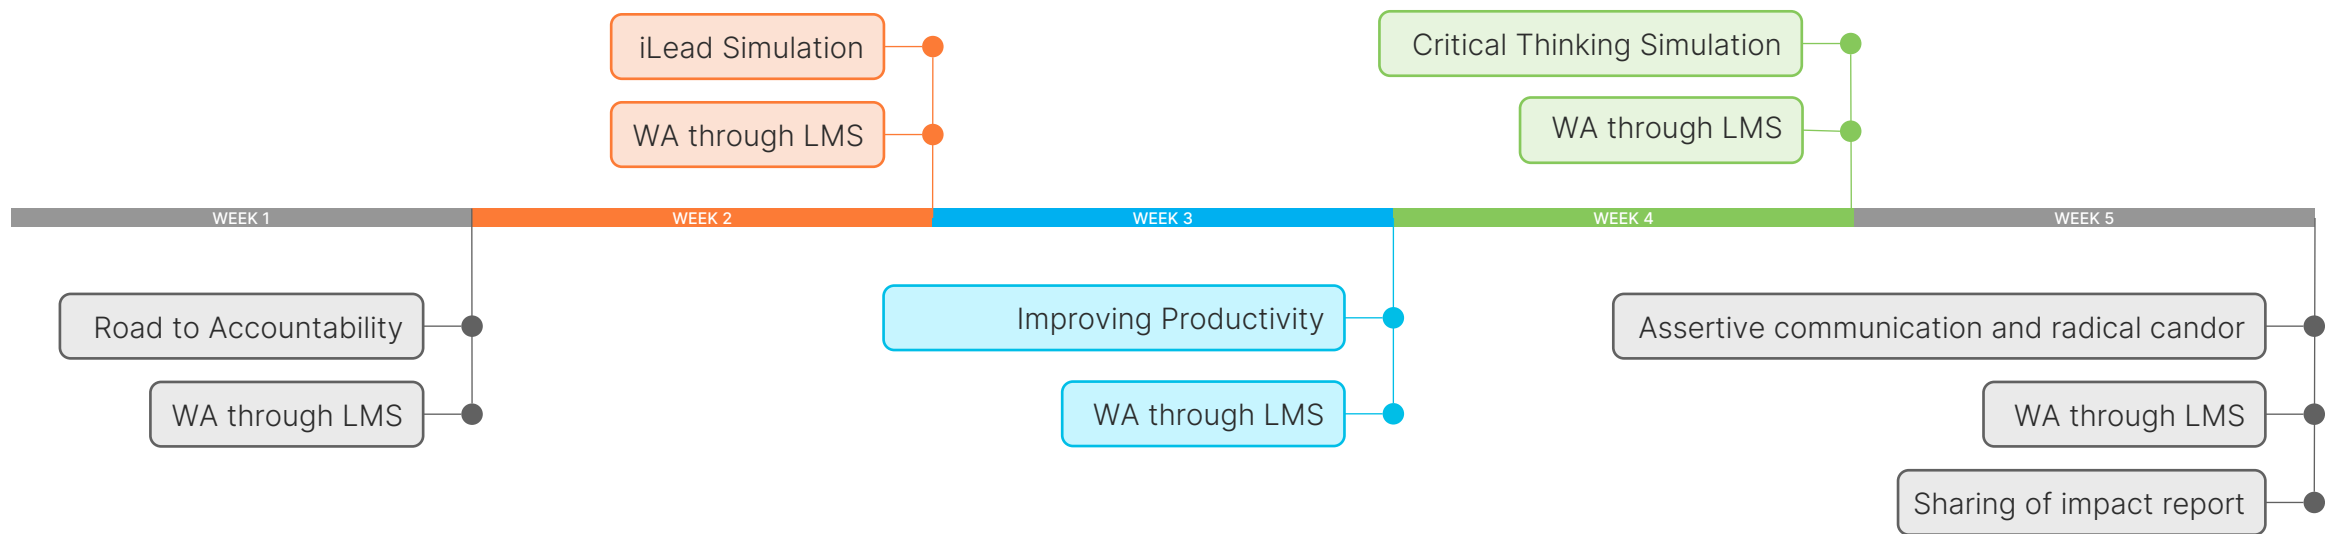 iLead Simulation
Critical Thinking Simulation
WA through LMS
WA through LMS
WEEK 1
WEEK 2
WEEK 3
WEEK 4
WEEK 5
Road to Accountability
Improving Productivity
Assertive communication and radical candor
WA through LMS
WA through LMS
WA through LMS
Sharing of impact report